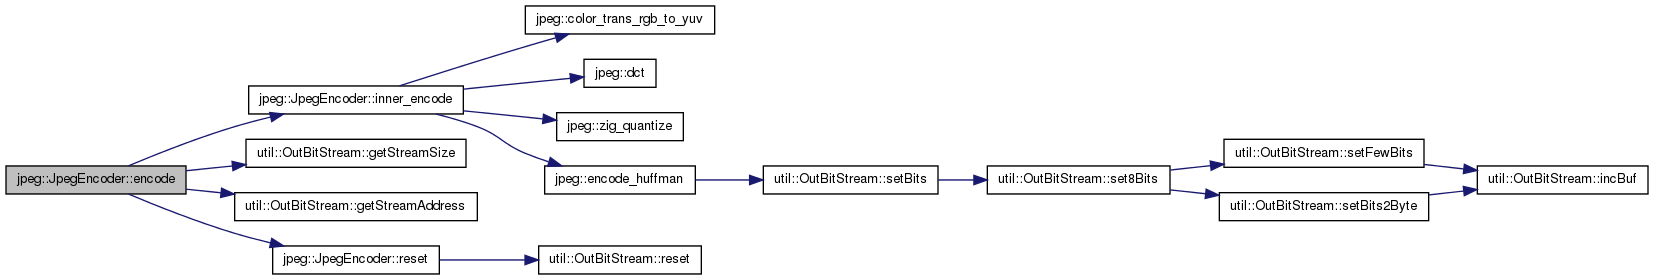 jpeg::color_trans_rgb_to_yuv
jpeg::dct
jpeg::JpegEncoder::inner_encode
jpeg::zig_quantize
util::OutBitStream::getStreamSize
util::OutBitStream::setFewBits
jpeg::JpegEncoder::encode
jpeg::encode_huffman
util::OutBitStream::setBits
util::OutBitStream::set8Bits
util::OutBitStream::incBuf
util::OutBitStream::getStreamAddress
util::OutBitStream::setBits2Byte
jpeg::JpegEncoder::reset
util::OutBitStream::reset